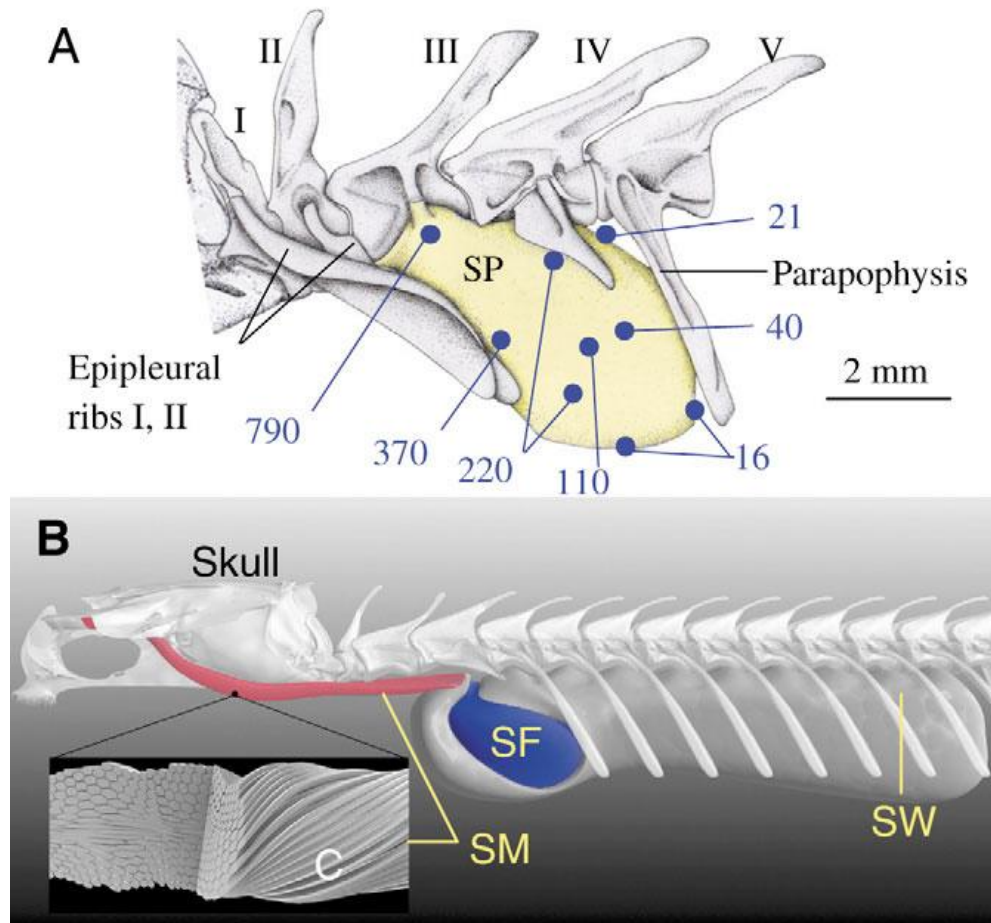 A
I
II
III
IV
V
SP
21
Parapophysis
40
2 mm
Epipleural
ribs I, II
790
370
220
110
16
B
Skull
SF
SW
SM
C